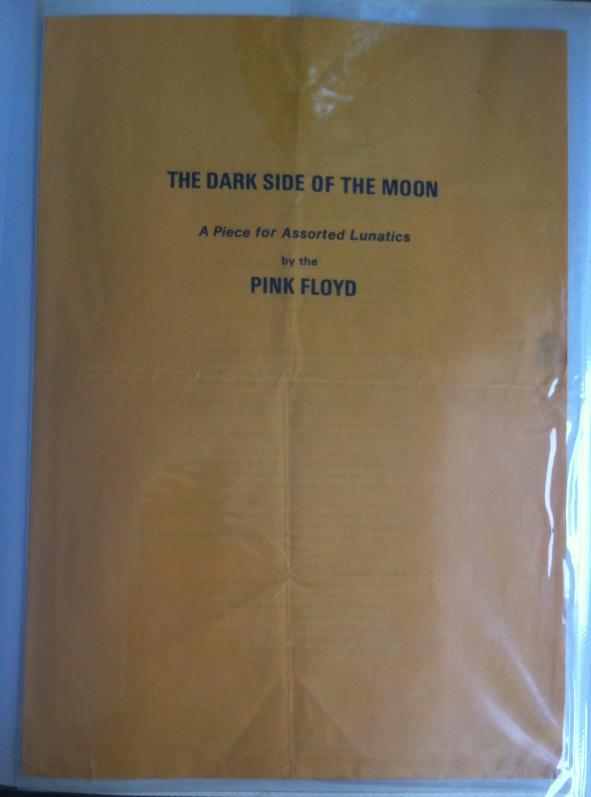 THE DARK SIDE OF THE MOON
A Piece for Assorted Lunatics
by the
PINK FLOYD